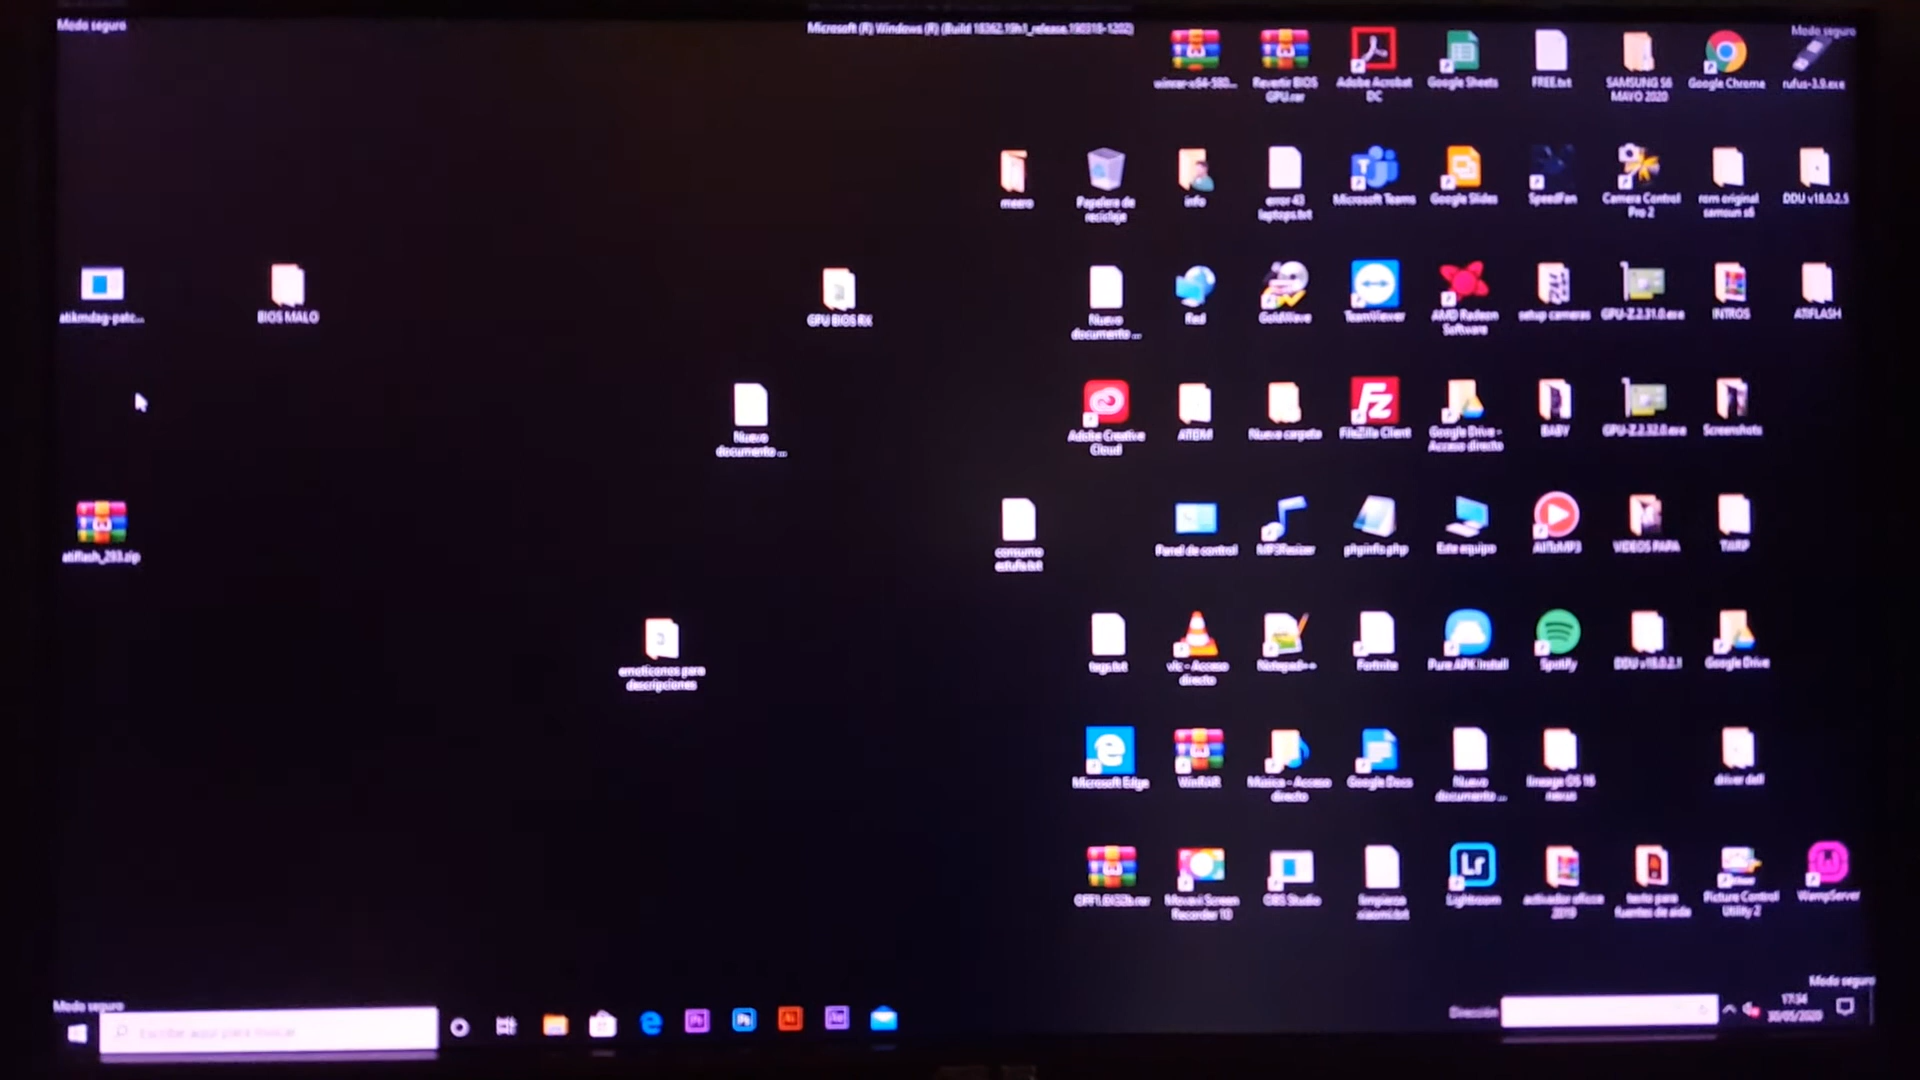 Modo seguro
Microsoft (R) Windows (R) (Build 18362.19h1_release.190318-1202)
Modo seguro
winrar-x64-580...
Revertir BIOS
GPU.rar
Adobe Acrobat
DC
Google Sheets
FREE.txt
SAMSUNG S6
MAYO 2020
Google Chrome
rufus-3.9.exe
meero
Papelera de
reciclaje
info
error 43
laptops.txt
Microsoft Teams
Google Slides
SpeedFan
Camera Control
Pro 2
rom original
samsun s6
DDU v18.0.2.5
atikmdag-patc...
BIOS MALO
GPU BIOS RX
Nuevo
documento ...
Red
GoldWave
TeamViewer
AMD Radeon
Software
setup cameras
GPU-Z.2.31.0.exe
INTROS
ATIFLASH
Nuevo
documento ...
Adobe Creative
Cloud
Nueva carpeta
FileZilla Client
Google Drive -
Acceso directo
BABY
GPU-Z.2.32.0.exe
Screenshots
atiflash_293.zip
consumo
estufa.txt
Panel de control
MP3Resizer
phpinfo.php
Este equipo
AllToMP3
VIDEOS PAPA
TWRP
emoticonos para
descripciones
tags.txt
vlc - Acceso
directo
Notepad++
Fortnite
Pure APK Install
Spotify
DDU v18.0.2.1
Google Drive
Microsoft Edge
WinRAR
Música - Acceso
directo
Google Docs
Nuevo
documento ...
lineage OS 16
nexus
driver dell
Movavi Screen
Recorder 10
OBS Studio
limpieza
xiaomi.txt
Lightroom
activador office
2019
texto para
fuentes de aida
Picture Control
Utility 2
WampServer
Modo seguro
Modo seguro
Escribe aquí para buscar
Dirección
17:34
30/05/2020